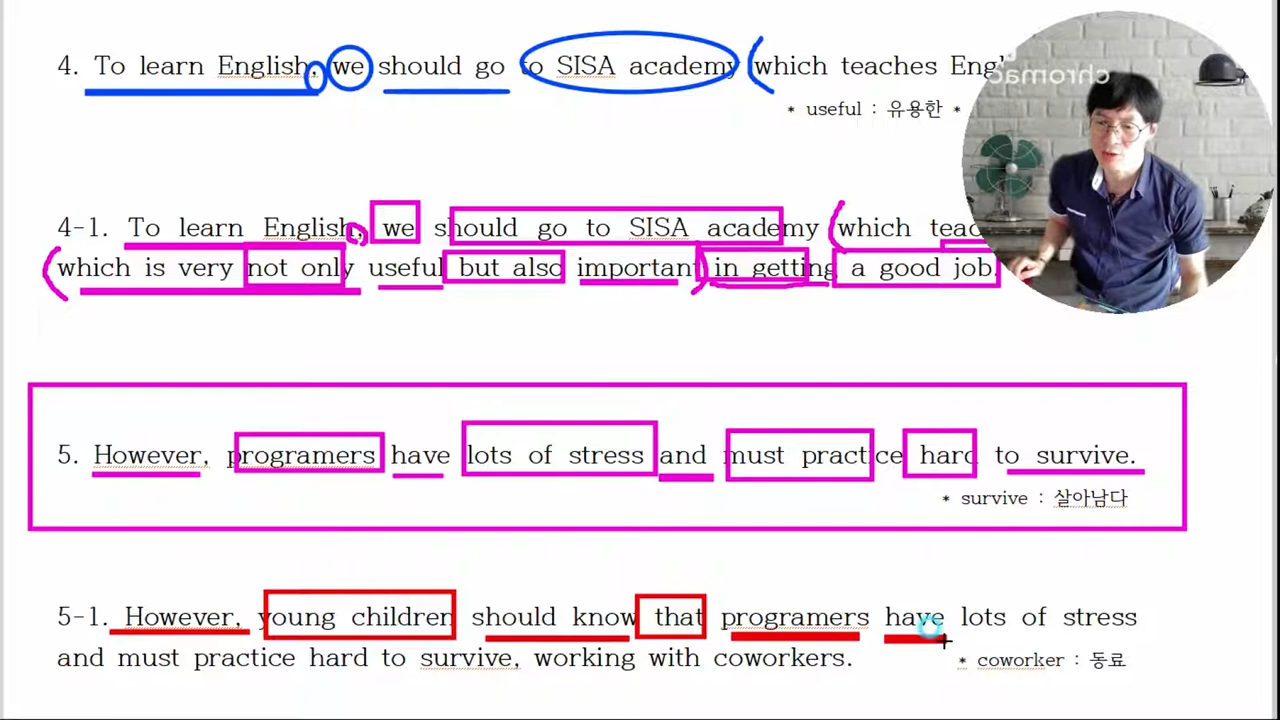 4. To learn English, we should go to SISA academy which teaches Engl
chromac
* useful : 유용한 *
4-1. To learn English, we should go to SISA academy which teac
which is very not only useful but also important in getting a good job.
5. However, programers have lots of stress and must practice hard to survive.
* survive : 살아남다
5-1. However, young children should know that programers have lots of stress
and must practice hard to survive, working with coworkers.
* coworker : 동료